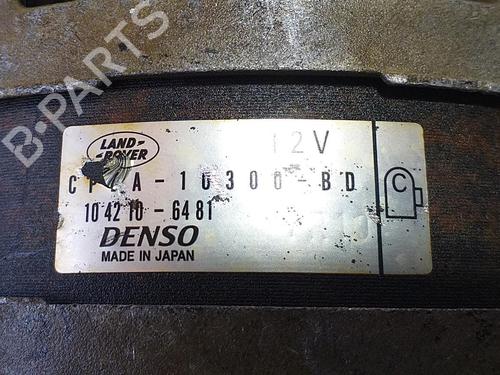 B-PARTS
LAND-
-ROVER
12V
10300-BD
C
104210-6481
DENSO
MADE IN JAPAN